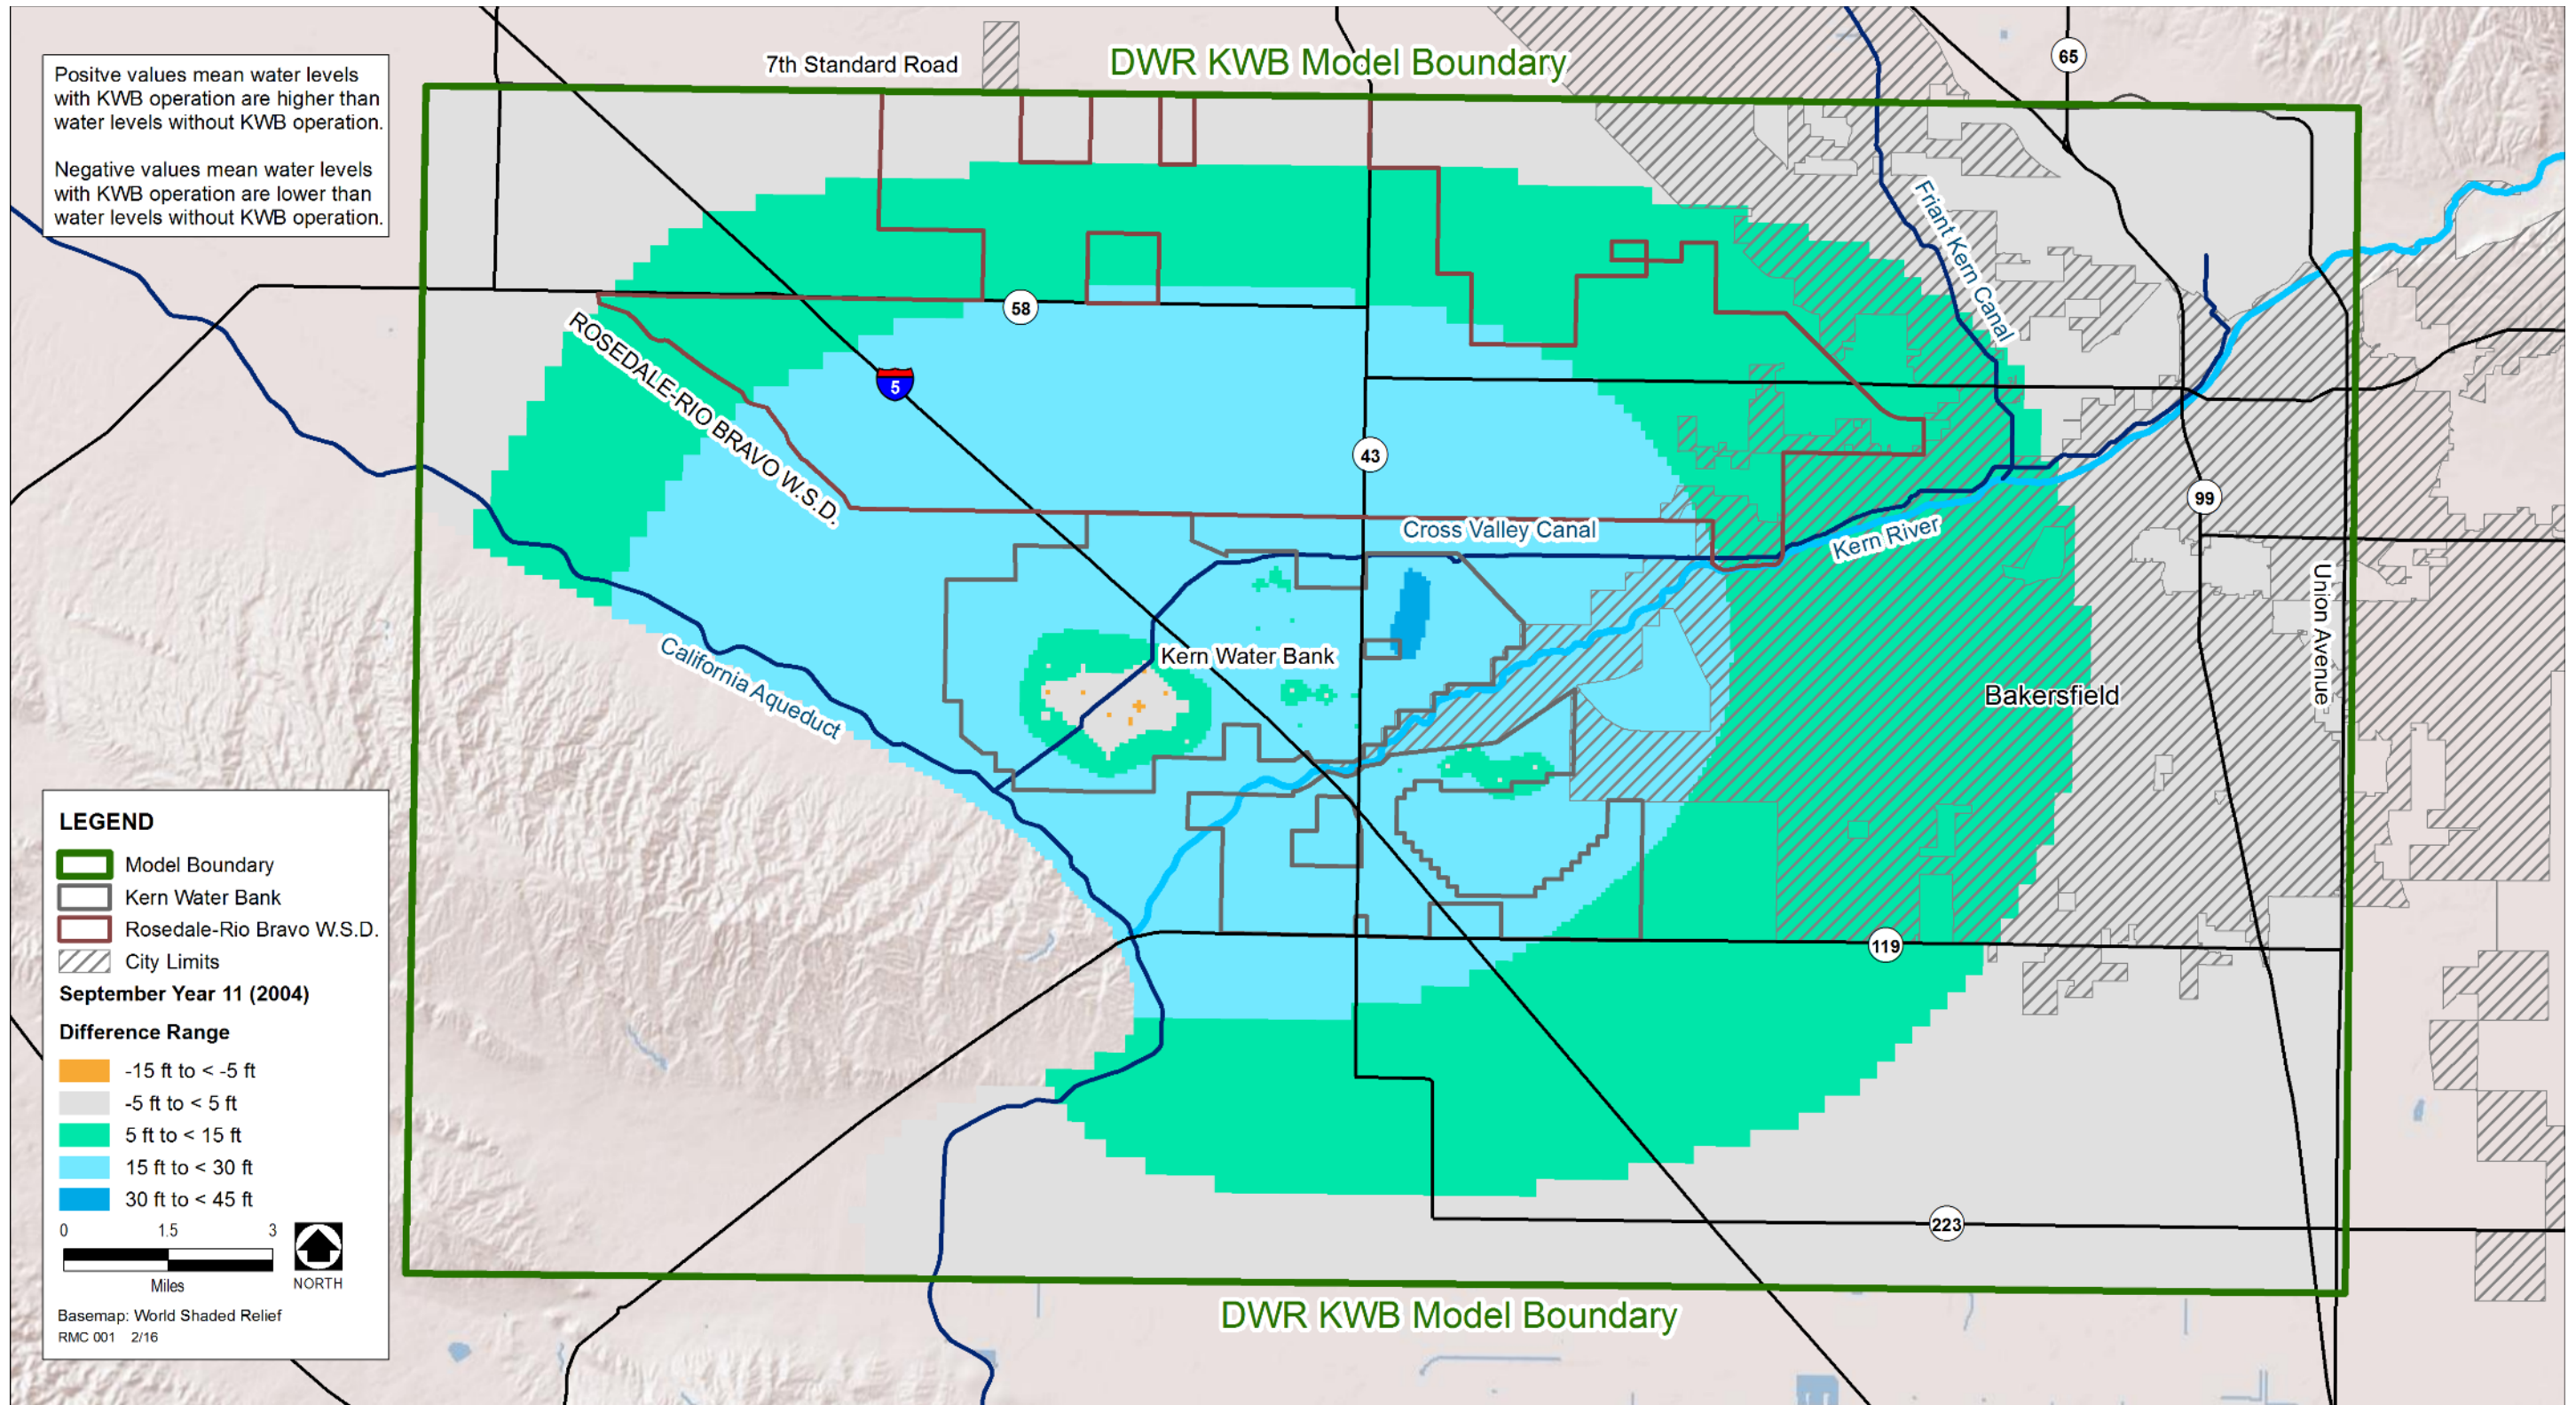 Positve values mean water levels
with KWB operation are higher than
water levels without KWB operation.
Negative values mean water levels
with KWB operation are lower than
water levels without KWB operation.
7th Standard Road
DWR KWB Model Boundary
65
Friant Kern Canal
58
ROSEDALE-RIO BRAVO W.S.D.
5
43
99
Cross Valley Canal
Kern River
Union Avenue
California Aqueduct
Kern Water Bank
Bakersfield
119
223
DWR KWB Model Boundary
LEGEND
Model Boundary
Kern Water Bank
Rosedale-Rio Bravo W.S.D.
City Limits
September Year 11 (2004)
Difference Range
-15 ft to < -5 ft
-5 ft to < 5 ft
5 ft to < 15 ft
15 ft to < 30 ft
30 ft to < 45 ft
0 1.5 3
Miles
NORTH
Basemap: World Shaded Relief
RMC 001 2/16